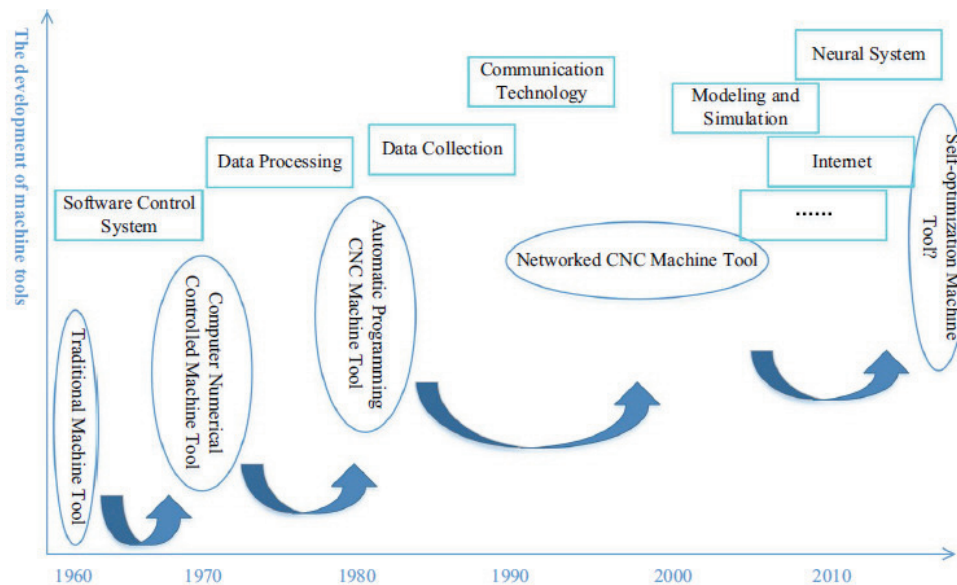 The development of machine tools
Neural System
Communication
Technology
Modeling and
Simulation
Data Collection
Data Processing
Internet
Software Control
System
......
Traditional Machine Tool
Computer Numerical
Controlled Machine Tool
Automatic Programming
CNC Machine Tool
Networked CNC Machine Tool
Self-optimization Machine
Tool?
1960
1970
1980
1990
2000
2010